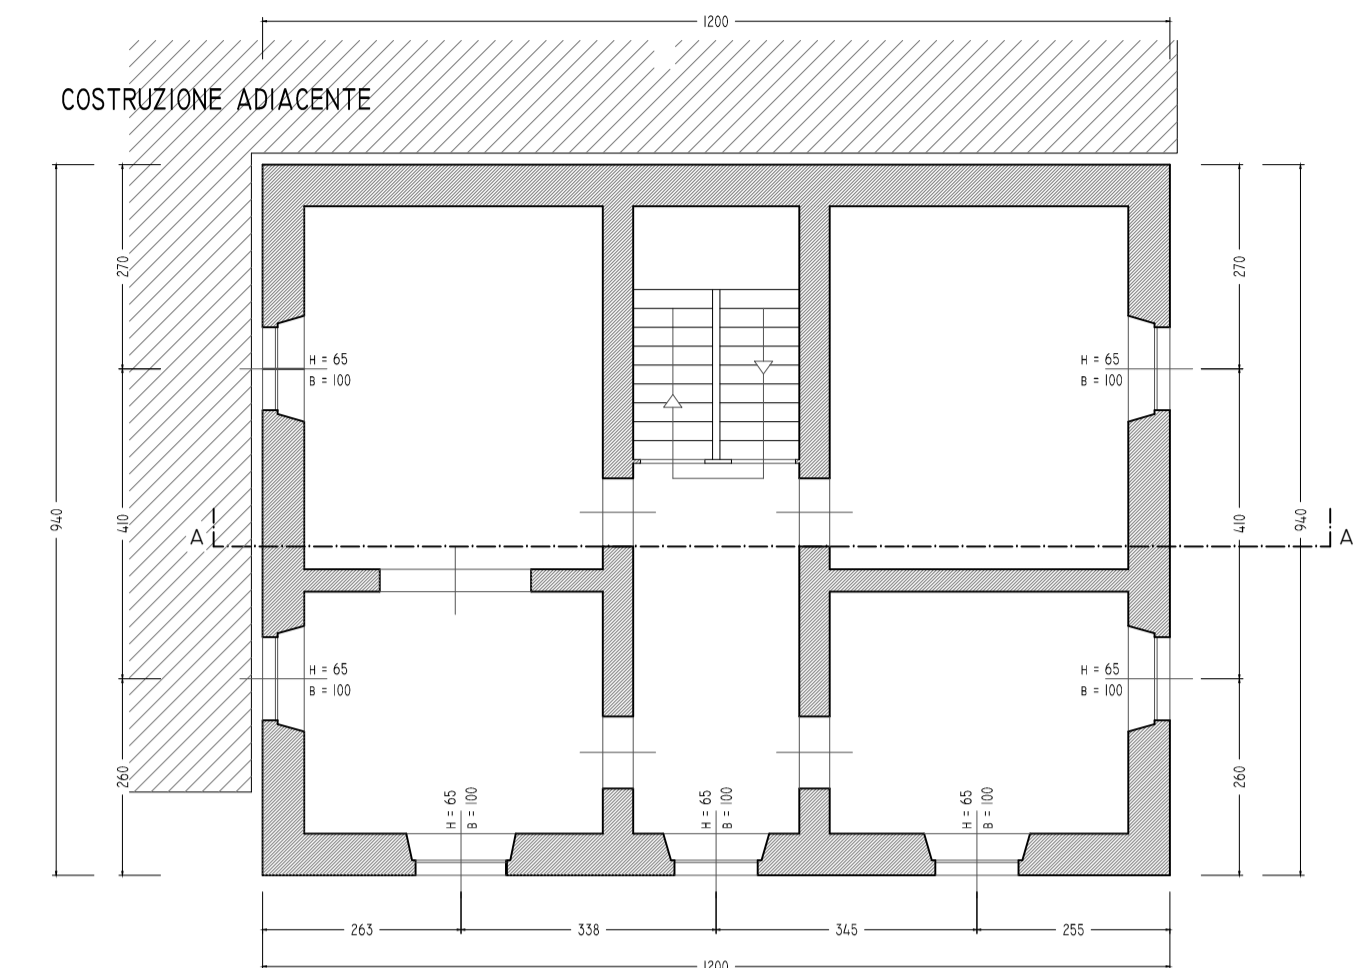 1200
COSTRUZIONE ADIACENTE
270
270
H = 65
B = 100
H = 65
B = 100
940
410
410
940
A
A
H = 65
B = 100
H = 65
B = 100
260
260
H = 65
B = 100
H = 65
B = 100
H = 65
B = 100
263
338
345
255
1200